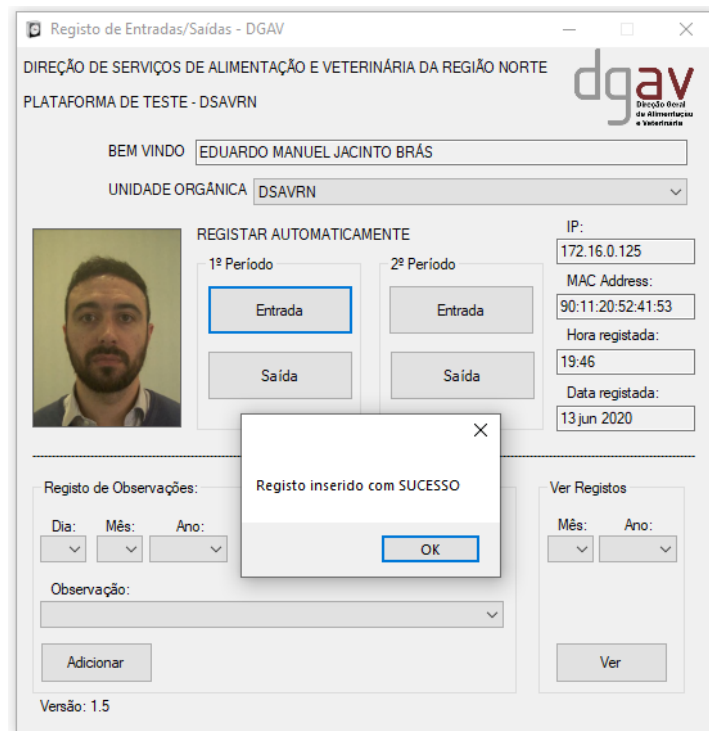 Registo de Entradas/Saídas - DGAV
DIREÇÃO DE SERVIÇOS DE ALIMENTAÇÃO E VETERINÁRIA DA REGIÃO NORTE
PLATAFORMA DE TESTE - DSAVRN
dgav
Direção Geral
de Alimentação
e Veterinária
BEM VINDO EDUARDO MANUEL JACINTO BRÁS
UNIDADE ORGÂNICA DSAVRN
REGISTAR AUTOMATICAMENTE
1º Período
Entrada
Saída
2º Período
Entrada
Saída
IP:
172.16.0.125
MAC Address:
90:11:20:52:41:53
Hora registada:
19:46
Data registada:
13 jun 2020
Registo inserido com SUCESSO
OK
Registo de Observações:
Dia: Mês: Ano:
Observação:
Adicionar
Ver Registos
Mês: Ano:
Ver
Versão: 1.5